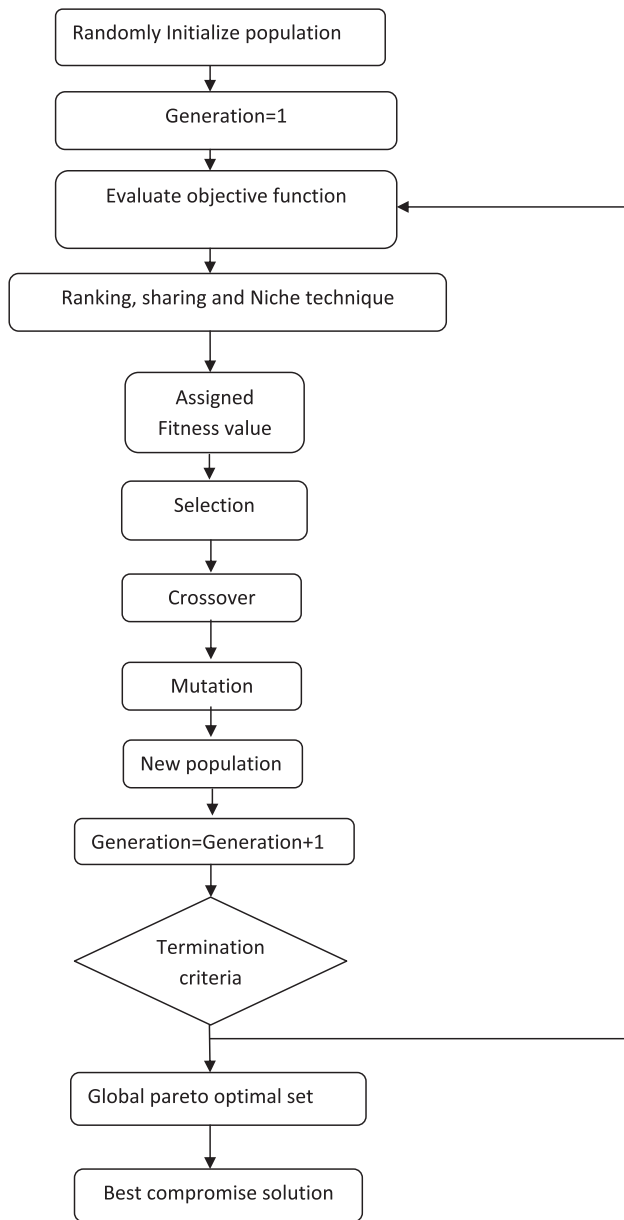 Randomly Initialize population
Generation=1
Evaluate objective function
Ranking, sharing and Niche technique
Assigned
Fitness value
Selection
Crossover
Mutation
New population
Generation=Generation+1
Termination
criteria
Global pareto optimal set
Best compromise solution